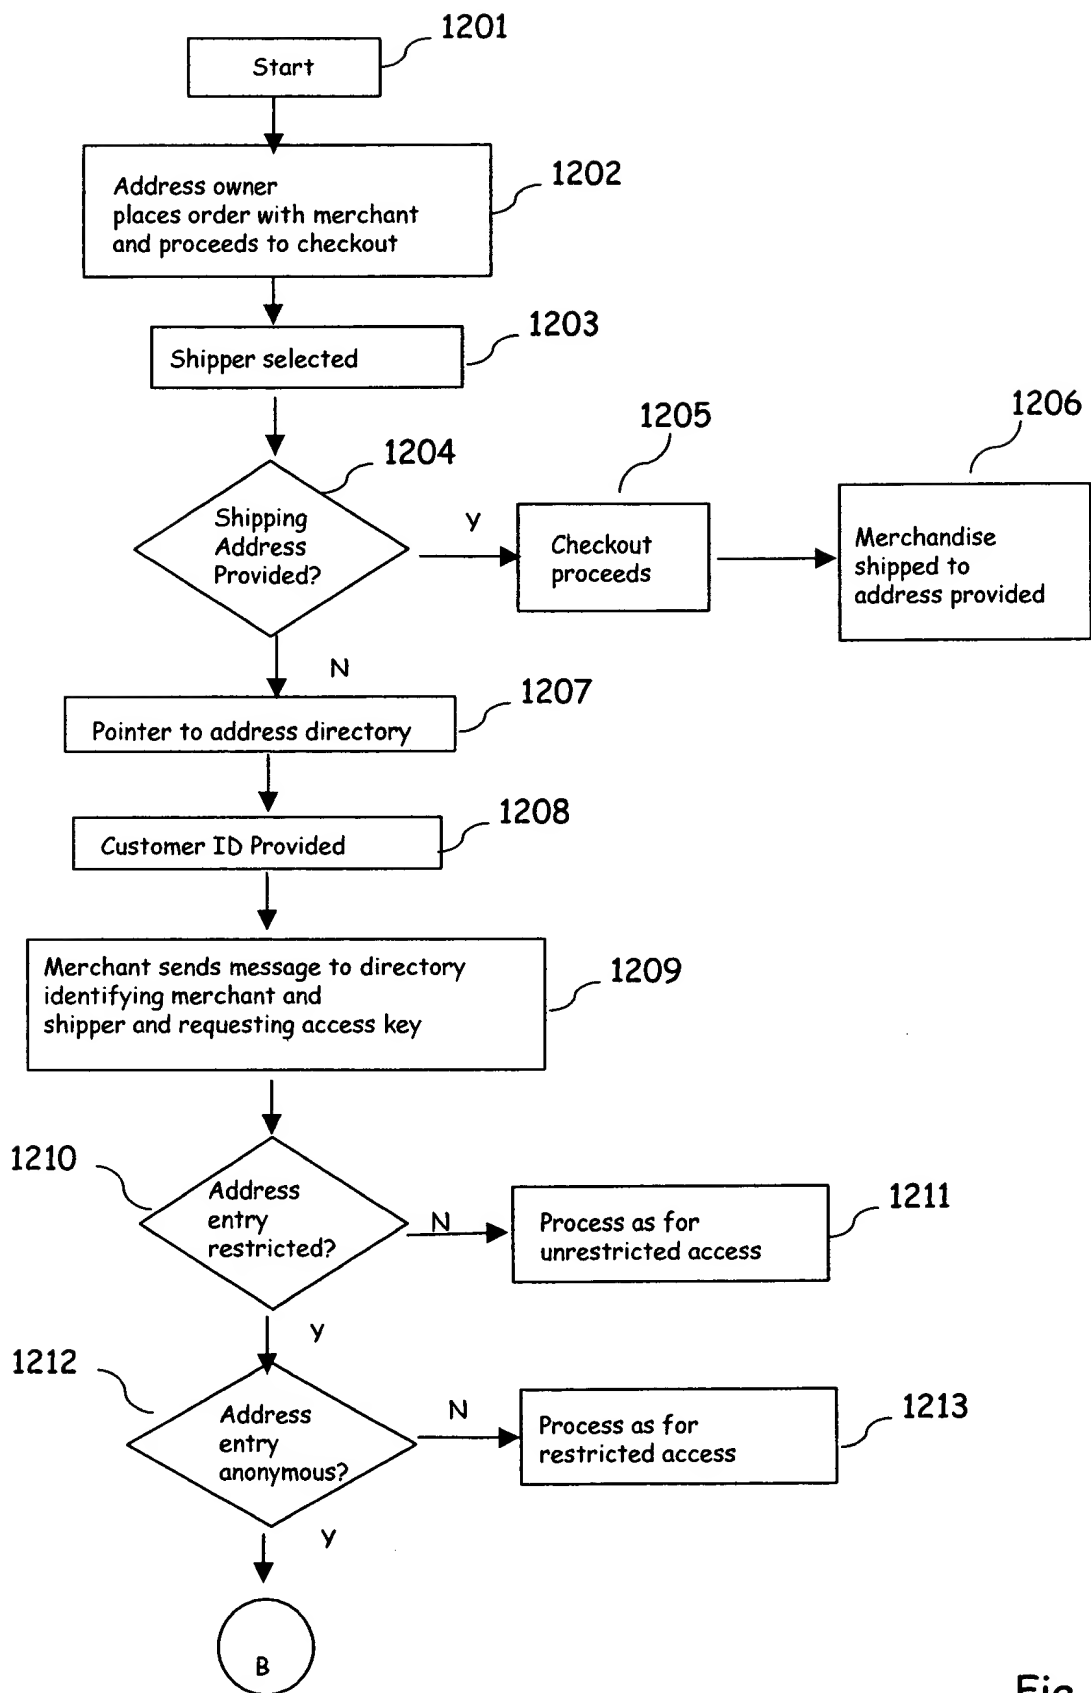 1201
Start
1202
Address owner
places order with merchant
and proceeds to checkout
1203
Shipper selected
1204
Shipping
Address
Provided?
Y
1205
Checkout
proceeds
1206
Merchandise
shipped to
address provided
N
1207
Pointer to address directory
1208
Customer ID Provided
1209
Merchant sends message to directory
identifying merchant and
shipper and requesting access key
1210
Address
entry
restricted?
N
1211
Process as for
unrestricted access
y
1212
Address
entry
anonymous?
N
1213
Process as for
restricted access
y
B
Fig